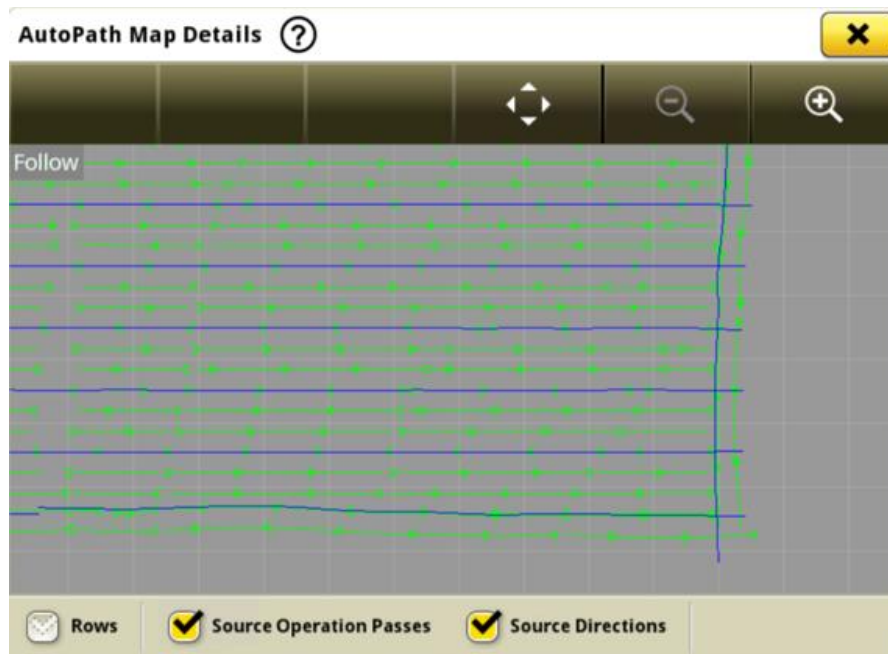 AutoPath Map Details ?
Follow
Rows
Source Operation Passes
Source Directions